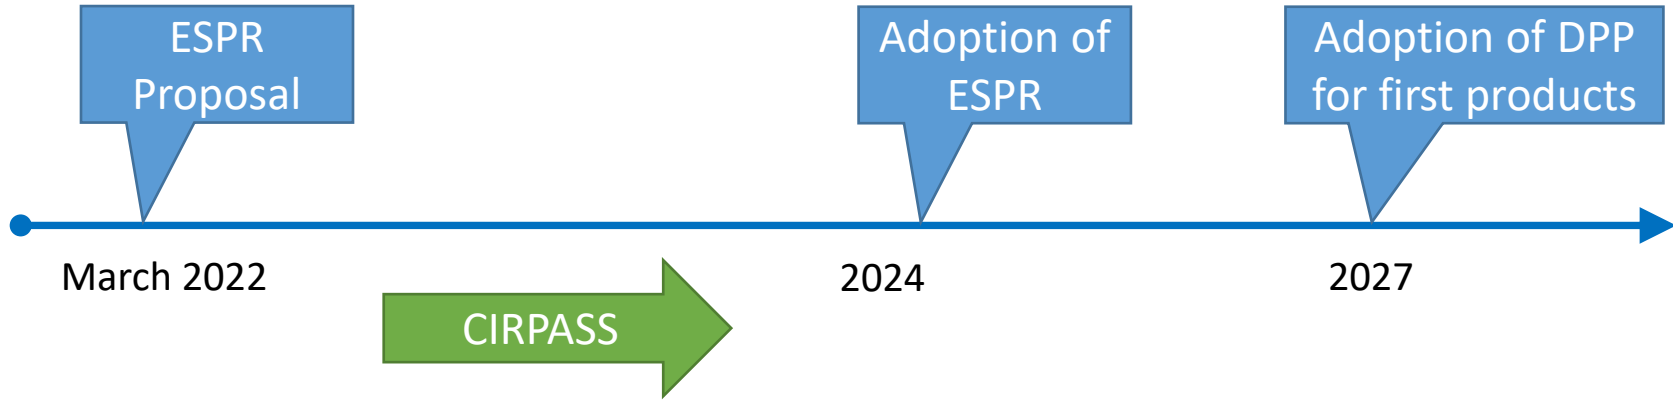 ESPR
Proposal
Adoption of
ESPR
Adoption of DPP
for first products
March 2022
2024
2027
CIRPASS